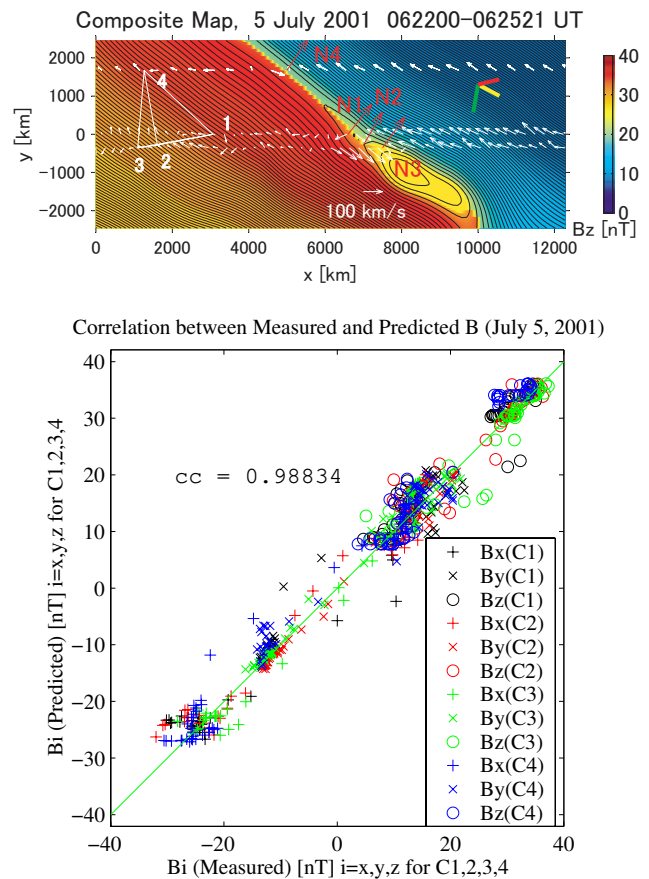 Composite Map, 5 July 2001 062200-062521 UT
2000
1000
0
-1000
-2000
y [km]
N4
4
N1
N2
1
3
2
N3
100 km/s
0
2000
4000
6000
8000
10000
12000
x [km]
40
30
20
10
0
Bz [nT]
Correlation between Measured and Predicted B (July 5, 2001)
40
30
20
10
0
−10
−20
−30
−40
Bi (Predicted) [nT] i=x,y,z for C1,2,3,4
cc = 0.98834
Bx(C1)
By(C1)
Bz(C1)
Bx(C2)
By(C2)
Bz(C2)
Bx(C3)
By(C3)
Bz(C3)
Bx(C4)
By(C4)
Bz(C4)
−40
−20
0
20
40
Bi (Measured) [nT] i=x,y,z for C1,2,3,4